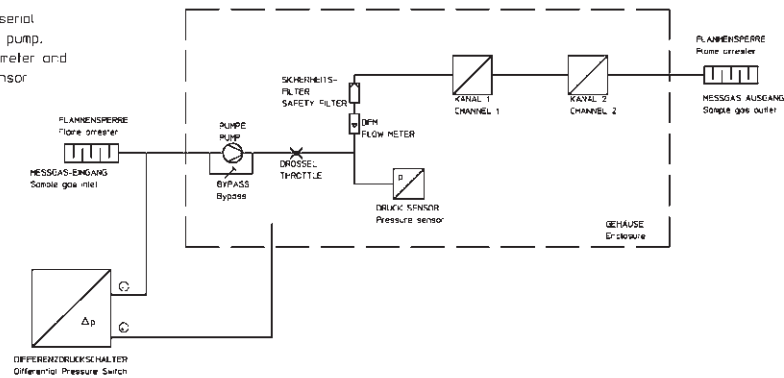 serial
pump,
meter and
sensor
FLAMMENSPERRE
Flame arrester
MESSGAS-EINGANG
Sample gas inlet
PUMPE
PUMP
BYPASS
Bypass
DROSSEL
THROTTLE
SICHERHEITS-
FILTER
SAFETY FILTER
DFM
FLOW METER
p
DRUCK SENSOR
Pressure sensor
KANAL 1
CHANNEL 1
KANAL 2
CHANNEL 2
FLAMMENSPERRE
Flame arrester
MESSGAS AUSGANG
Sample gas outlet
GEHÄUSE
Enclosure
Δp
DIFFERENZDRUCKSCHALTER
Differential Pressure Switch